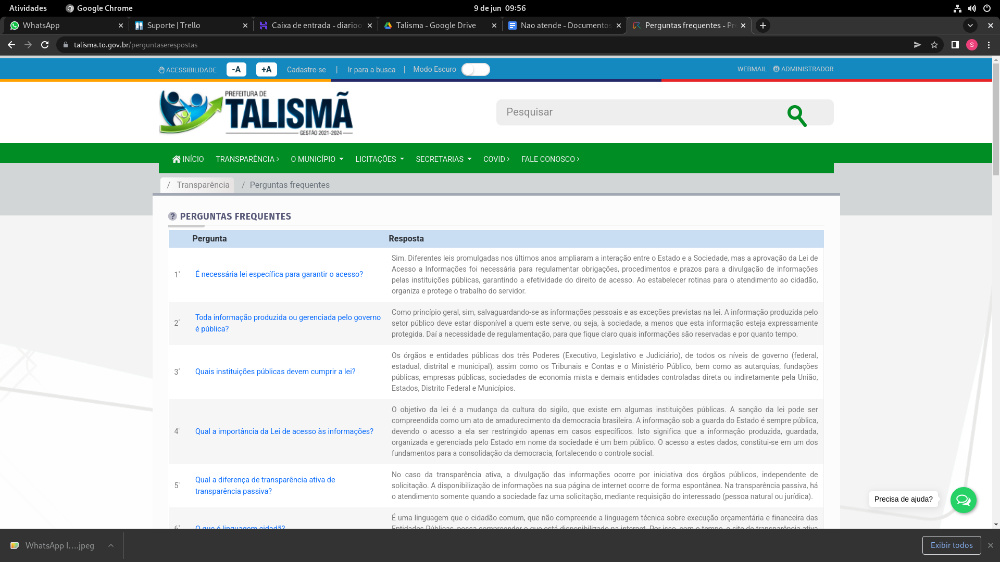 Atividades Google Chrome 9 de jun 09:56
WhatsApp Suporte | Trello Caixa de entrada - diarioo Talisma - Google Drive Nao atende - Documentos Perguntas frequentes - Pre
talisma.to.gov.br/perguntaserespostas S
ACESSIBILIDADE -A +A Cadastre-se | Ir para a busca | Modo Escuro WEBMAIL | ADMINISTRADOR
PREFEITURA DE
TALISMÃ
GESTÃO 2021-2024
Pesquisar
INÍCIO TRANSPARÊNCIA O MUNICÍPIO LICITAÇÕES SECRETARIAS COVID FALE CONOSCO
/ Transparência / Perguntas frequentes
PERGUNTAS FREQUENTES
Pergunta Resposta
1° É necessária lei específica para garantir o acesso?
Sim. Diferentes leis promulgadas nos últimos anos ampliaram a interação entre o Estado e a Sociedade, mas a aprovação da Lei de
Acesso a Informações foi necessária para regulamentar obrigações, procedimentos e prazos para a divulgação de informações
pelas instituições públicas, garantindo a efetividade do direito de acesso. Ao estabelecer rotinas para o atendimento ao cidadão,
organiza e protege o trabalho do servidor.
2° Toda informação produzida ou gerenciada pelo governo
é pública?
Como princípio geral, sim, salvaguardando-se as informações pessoais e as exceções previstas na lei. A informação produzida pelo
setor público deve estar disponível a quem este serve, ou seja, à sociedade, a menos que esta informação esteja expressamente
protegida. Daí a necessidade de regulamentação, para que fique claro quais informações são reservadas e por quanto tempo.
3° Quais instituições públicas devem cumprir a lei?
Os órgãos e entidades públicas dos três Poderes (Executivo, Legislativo e Judiciário), de todos os níveis de governo (federal,
estadual, distrital e municipal), assim como os Tribunais e Contas e o Ministério Público, bem como as autarquias, fundações
públicas, empresas públicas, sociedades de economia mista e demais entidades controladas direta ou indiretamente pela União,
Estados, Distrito Federal e Municípios.
4° Qual a importância da Lei de acesso às informações?
O objetivo da lei é a mudança da cultura do sigilo, que existe em algumas instituições públicas. A sanção da lei pode ser
compreendida como um ato de amadurecimento da democracia brasileira. A informação sob a guarda do Estado é sempre pública,
devendo o acesso a ela ser restringido apenas em casos específicos. Isto significa que a informação produzida, guardada,
organizada e gerenciada pelo Estado em nome da sociedade é um bem público. O acesso a estes dados, constitui-se em um dos
fundamentos para a consolidação da democracia, fortalecendo o controle social.
5° Qual a diferença de transparência ativa de
transparência passiva?
No caso da transparência ativa, a divulgação das informações ocorre por iniciativa dos órgãos públicos, independente de
solicitação. A disponibilização de informações na sua página de internet ocorre de forma espontânea. Na transparência passiva, há
o atendimento somente quando a sociedade faz uma solicitação, mediante requisição do interessado (pessoa natural ou jurídica).
6° O que é linguagem cidadã?
É uma linguagem que o cidadão comum, que não compreende a linguagem técnica sobre execução orçamentária e financeira das
Entidades Públicas, possa compreender o que está disponibilizado na internet. Por isso, com o tempo, o site de transparência ativa
Precisa de ajuda?
WhatsApp I....jpeg Exibir todos